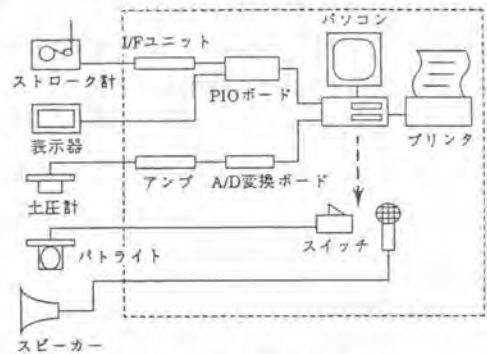 パソコン
I/Fユニット
ストローク計
PIOボード
プリンタ
表示器
アンプ
A/D変換ボード
土圧計
スイッチ
パトライト
スピーカー